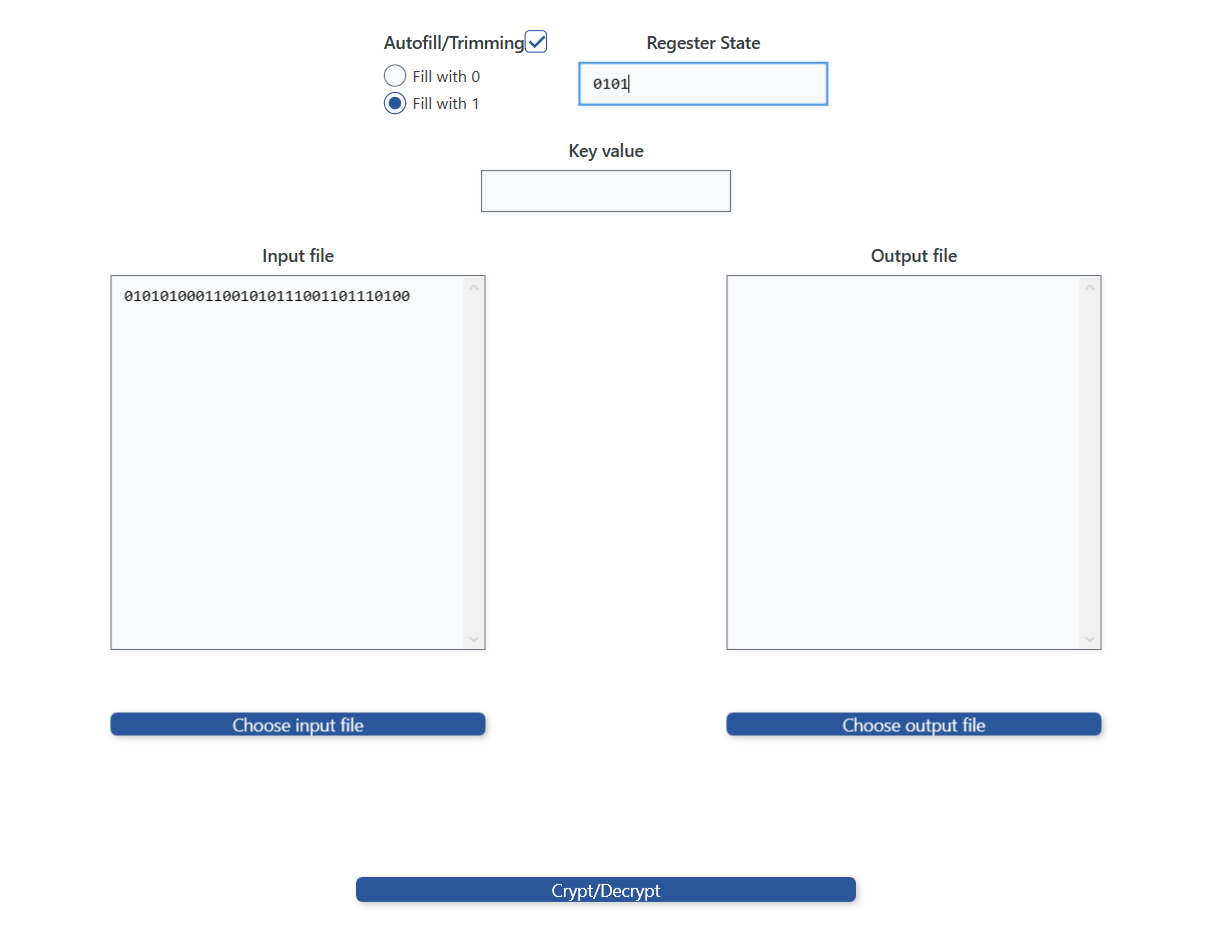 Autofill/Trimming
Regester State
Fill with 0
0101
Fill with 1
Key value
Input file
Output file
01010100011001010111001101110100
Choose input file
Choose output file
Crypt/Decrypt